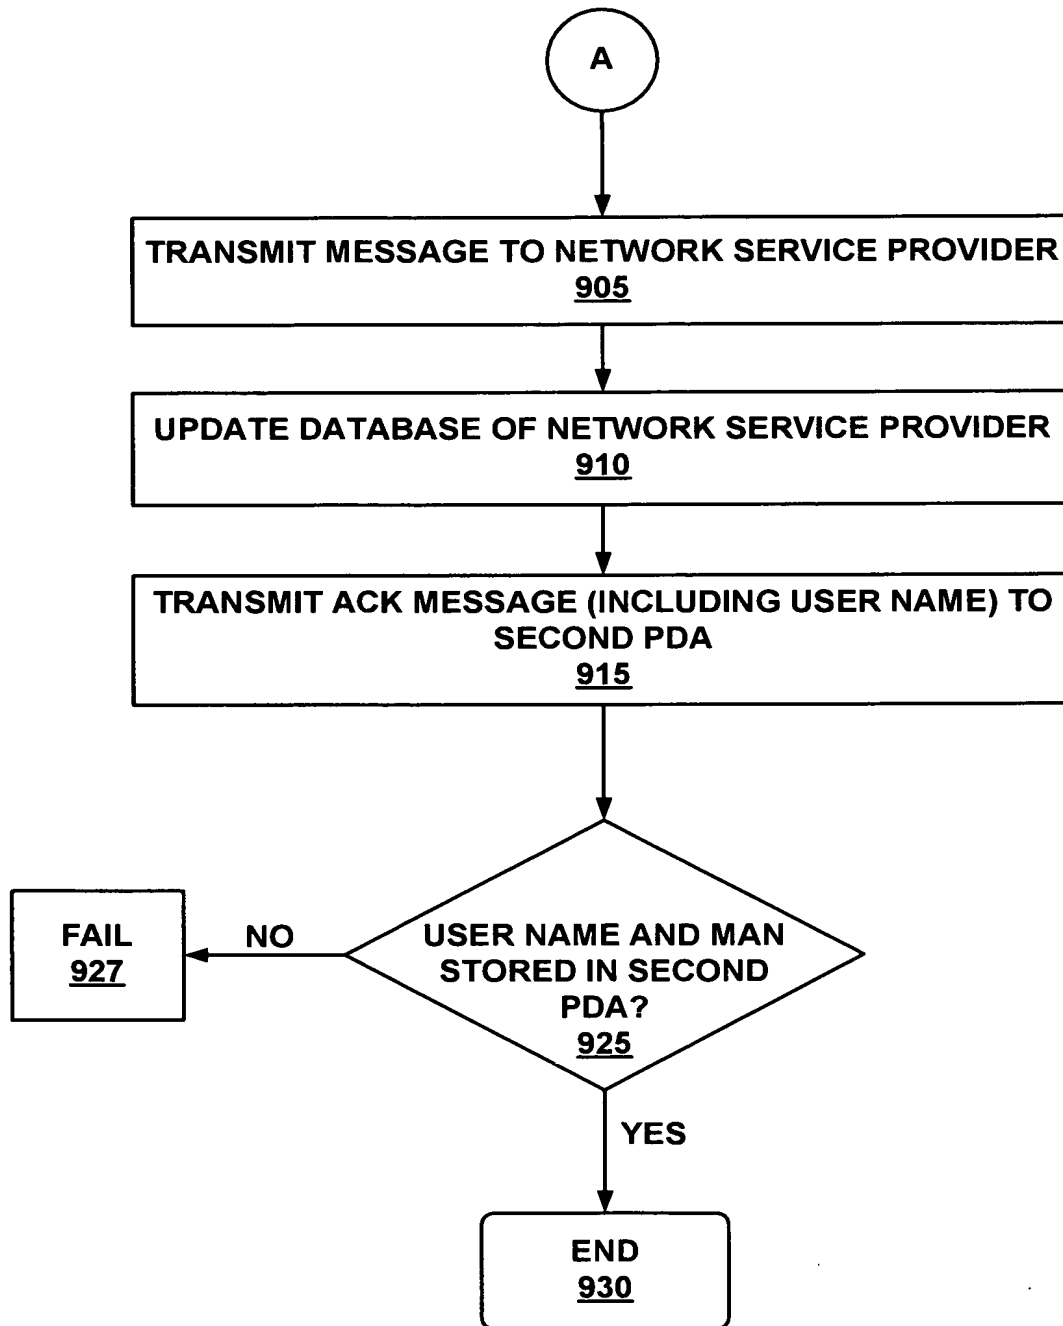 A
TRANSMIT MESSAGE TO NETWORK SERVICE PROVIDER
905
UPDATE DATABASE OF NETWORK SERVICE PROVIDER
910
TRANSMIT ACK MESSAGE (INCLUDING USER NAME) TO
SECOND PDA
915
USER NAME AND MAN
STORED IN SECOND
PDA?
925
NO
FAIL
927
YES
END
930